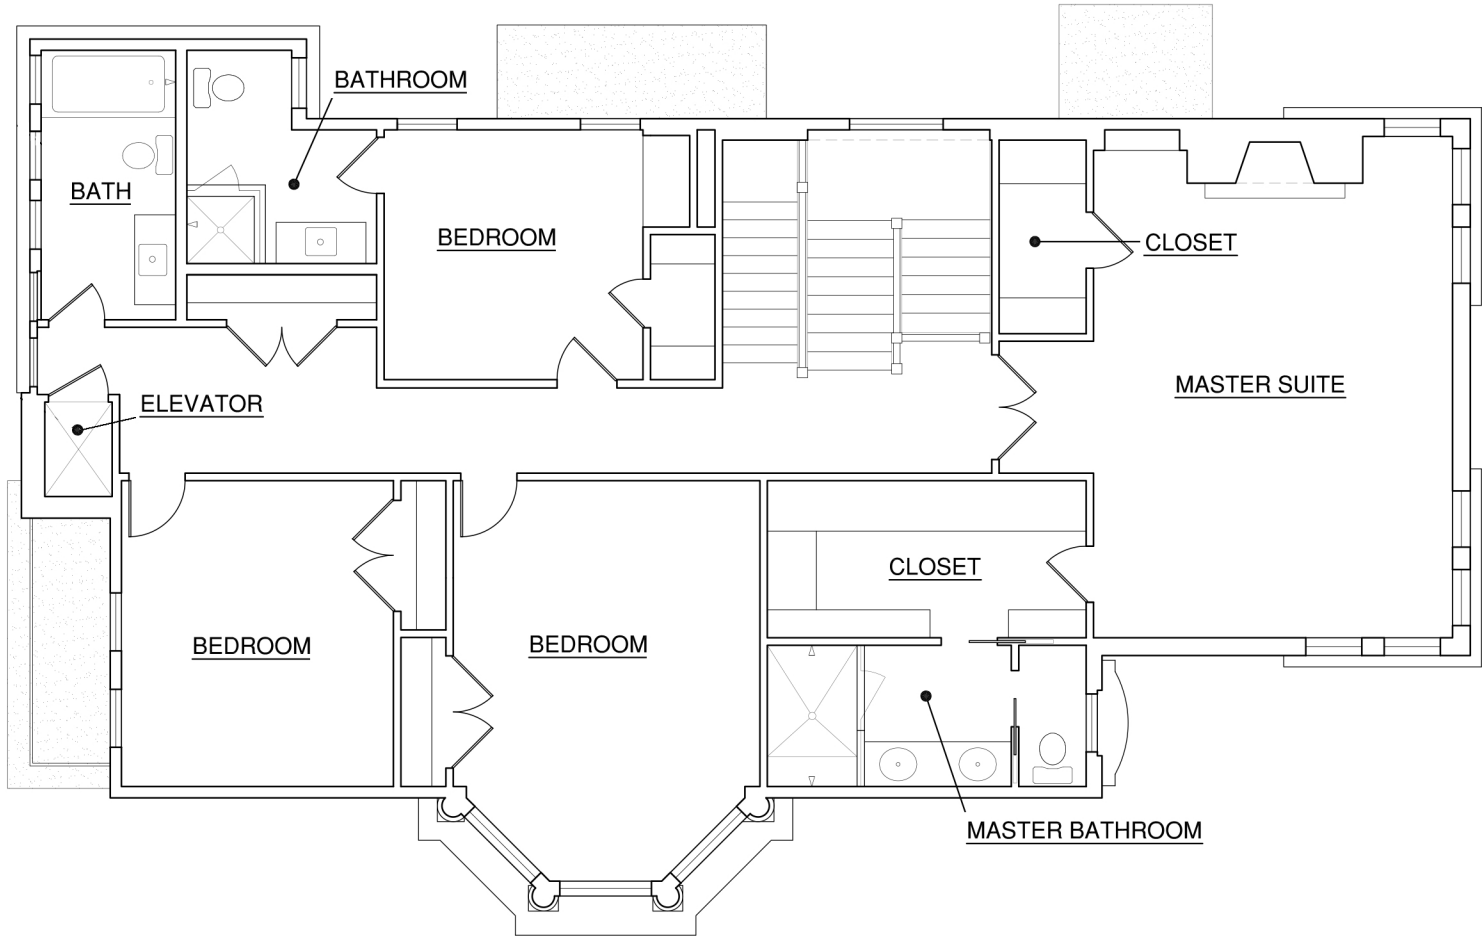 BATHROOM
BATH
BEDROOM
CLOSET
MASTER SUITE
ELEVATOR
CLOSET
BEDROOM
BEDROOM
MASTER BATHROOM